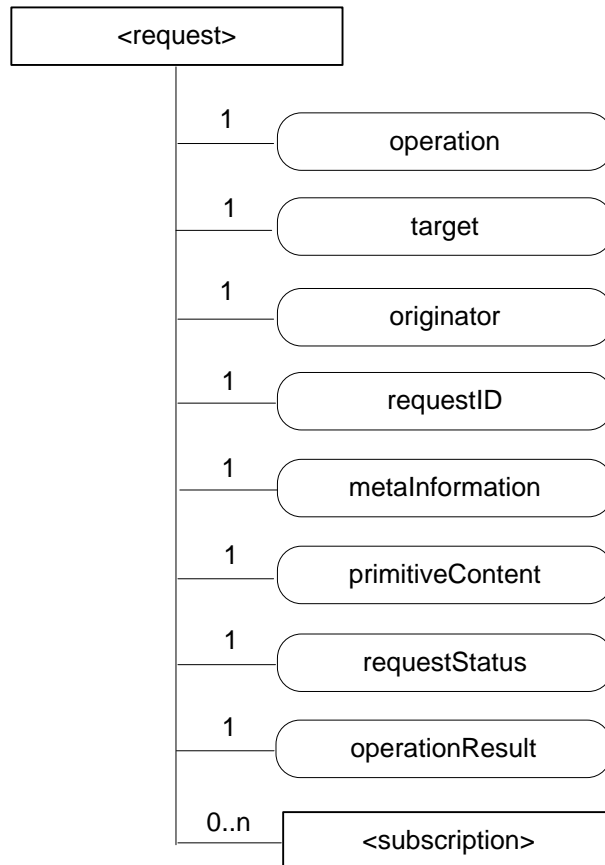 <request>
1
operation
1
target
1
originator
1
requestID
1
metaInformation
1
primitiveContent
1
requestStatus
1
operationResult
0..n
<subscription>